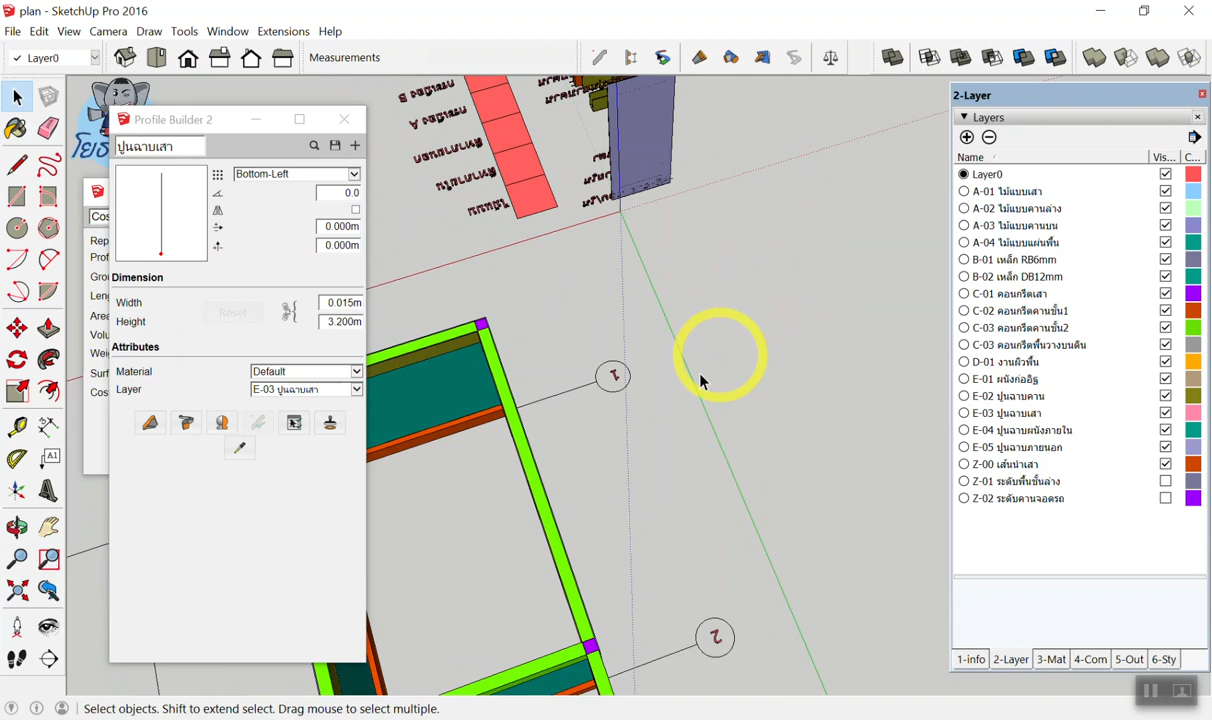 plan - SketchUp Pro 2016
File Edit View Camera Draw Tools Window Extensions Help
Layer0
Measurements
Profile Builder 2
ปูนฉาบเสา
Bottom-Left
0.0
0.000m
0.000m
Dimension
Width 0.015m
Reset
Height 3.200m
Attributes
Material Default
Layer E-03 ปูนฉาบเสา
A1
1
2
2-Layer
Layers
Name Vis... C...
Layer0
A-01 ไม้แบบเสา
A-02 ไม้แบบคานล่าง
A-03 ไม้แบบคานบน
A-04 ไม้แบบแผ่นพื้น
B-01 เหล็ก RB6mm
B-02 เหล็ก DB12mm
C-01 คอนกรีตเสา
C-02 คอนกรีตคานชั้น1
C-03 คอนกรีตคานชั้น2
C-03 คอนกรีตพื้นวางบนดิน
D-01 งานผิวพื้น
E-01 ผนังก่ออิฐ
E-02 ปูนฉาบคาน
E-03 ปูนฉาบเสา
E-04 ปูนฉาบผนังภายใน
E-05 ปูนฉาบภายนอก
Z-00 เส้นนำเสา
Z-01 ระดับพื้นชั้นล่าง
Z-02 ระดับคานจอดรถ
1-info 2-Layer 3-Mat 4-Com 5-Out 6-Sty
Select objects. Shift to extend select. Drag mouse to select multiple.